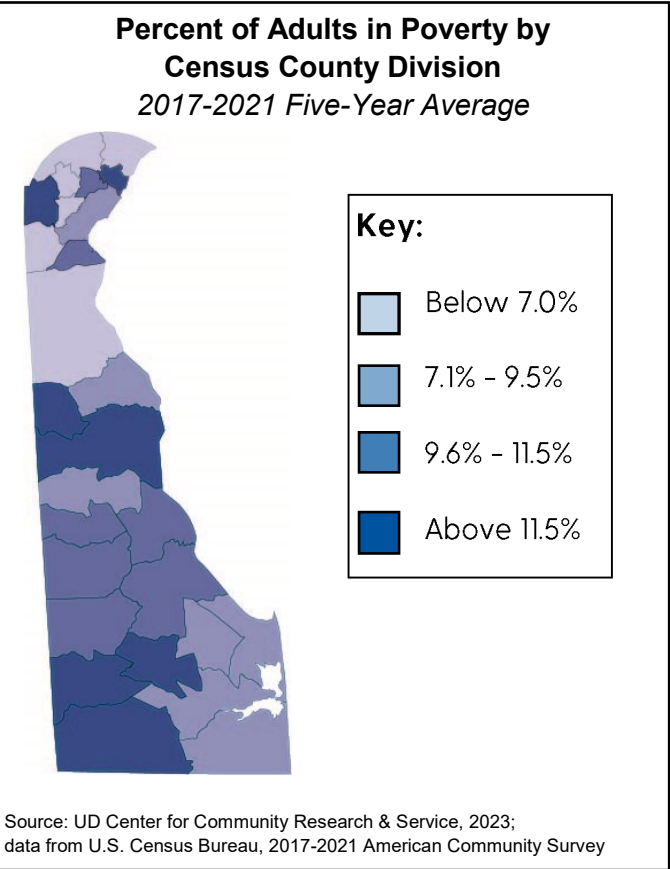 Percent of Adults in Poverty by
Census County Division
2017-2021 Five-Year Average
Key:
Below 7.0%
7.1% – 9.5%
9.6% – 11.5%
Above 11.5%
Source: UD Center for Community Research & Service, 2023;
data from U.S. Census Bureau, 2017-2021 American Community Survey